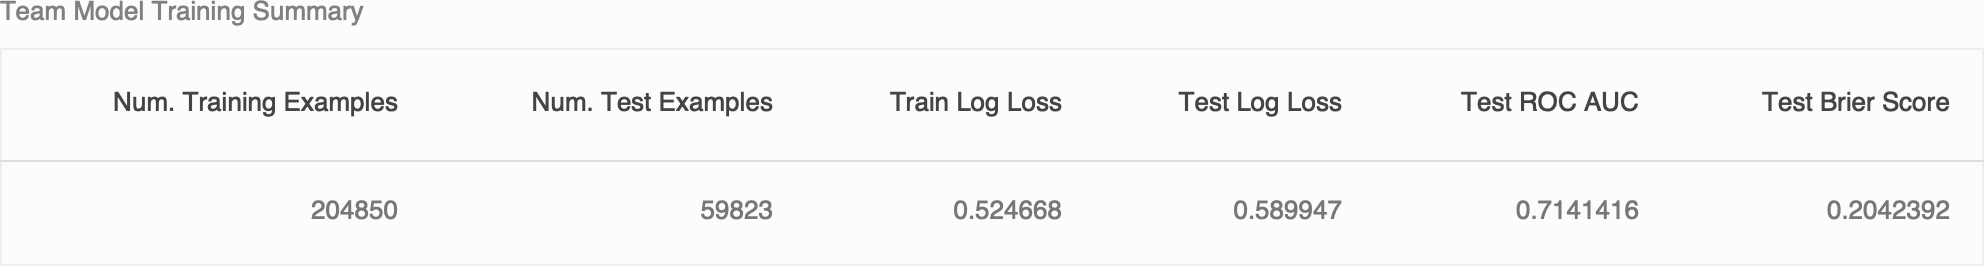 Team Model Training Summary
Num. Training Examples Num. Test Examples Train Log Loss Test Log Loss Test ROC AUC Test Brier Score
204850 59823 0.524668 0.589947 0.7141416 0.2042392